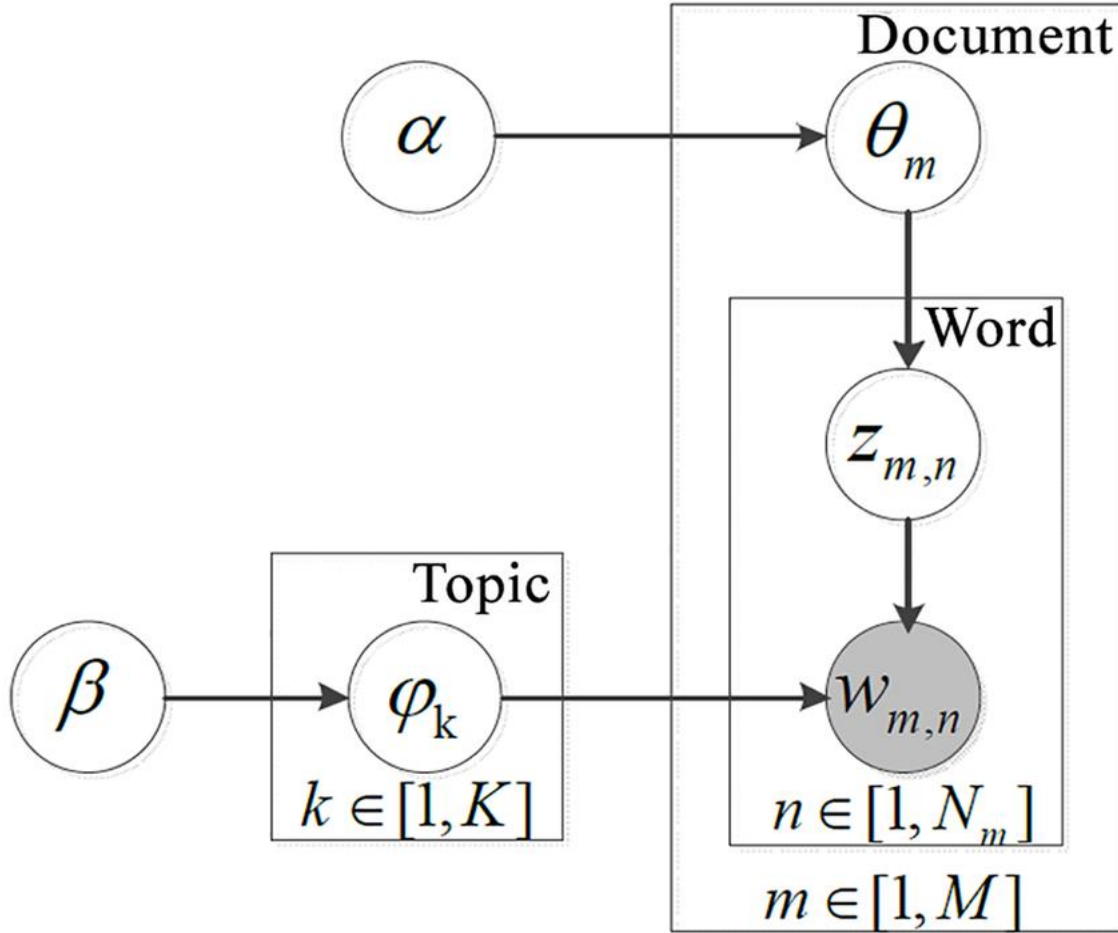 Document
α
θ_m
Word
z_{m,n}
Topic
β
φ_k
w_{m,n}
k ∈ [1, K]
n ∈ [1, N_m]
m ∈ [1, M]